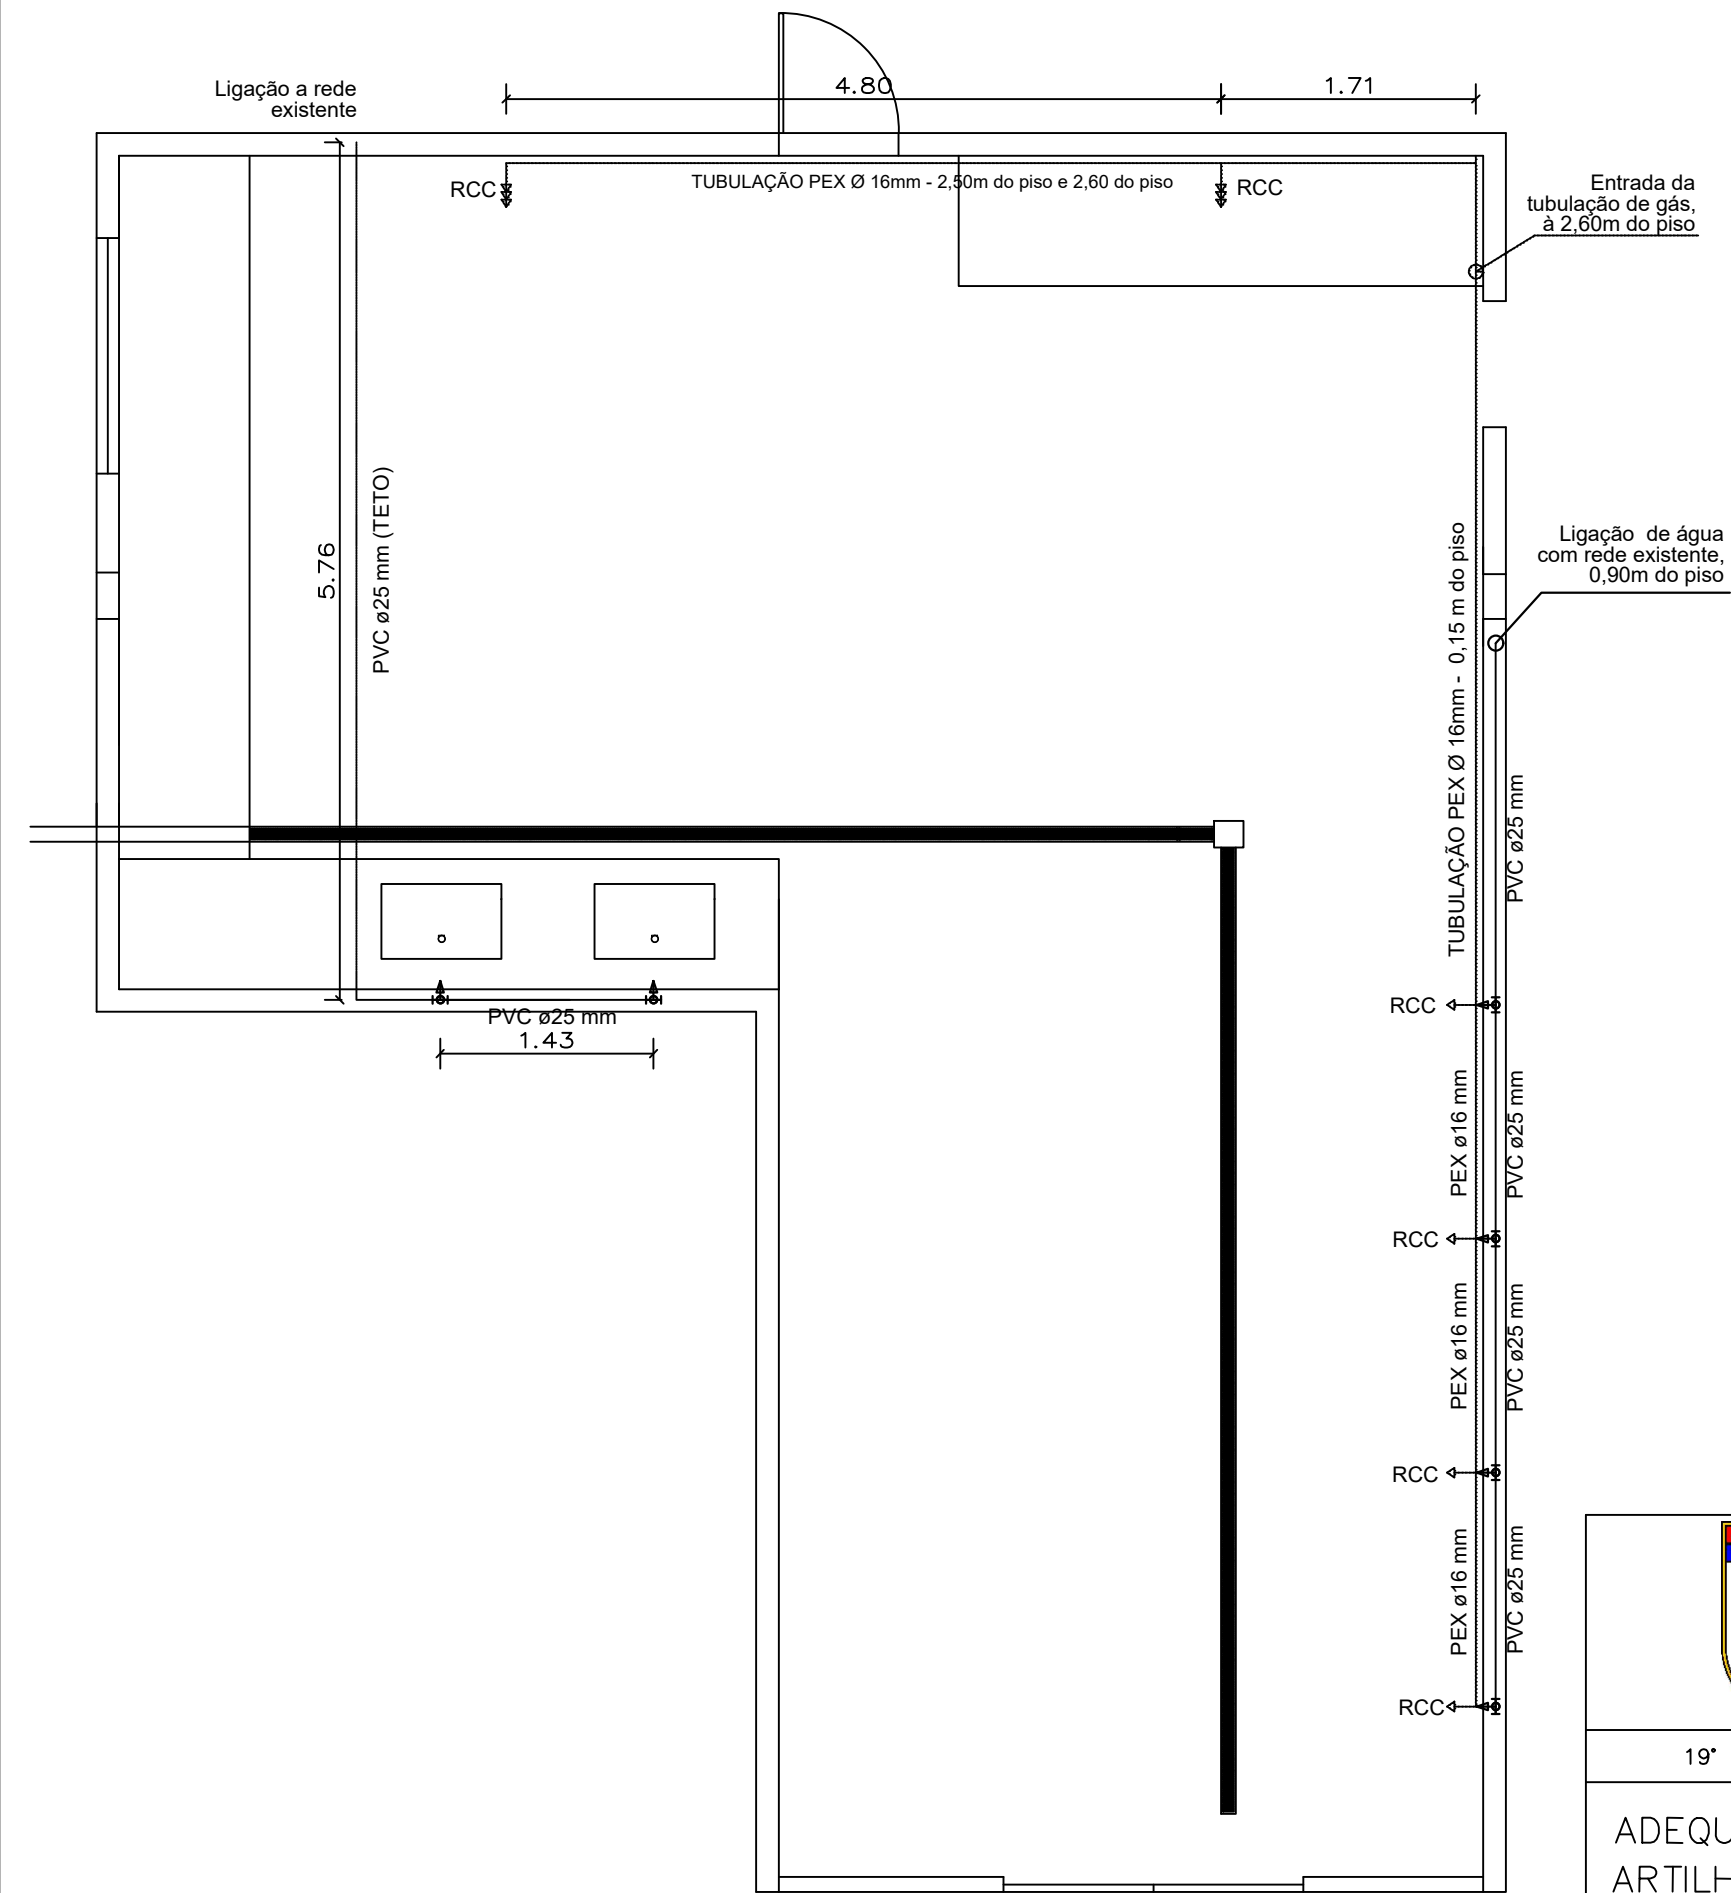 Ligação a rede
existente
4.80
1.71
RCC
TUBULAÇÃO PEX Ø 16mm - 2,50m do piso e 2,60 do piso
RCC
Entrada da
tubulação de gás,
à 2,60m do piso
5.76
PVC ø25 mm (TETO)
TUBULAÇÃO PEX Ø 16mm - 0,15 m do piso
Ligação de água
com rede existente,
0,90m do piso
PVC ø25 mm
PVC ø25 mm
1.43
RCC
PEX ø16 mm
PVC ø25 mm
RCC
PEX ø16 mm
PVC ø25 mm
RCC
PEX ø16 mm
PVC ø25 mm
RCC
19°
ADEQU
ARTILH